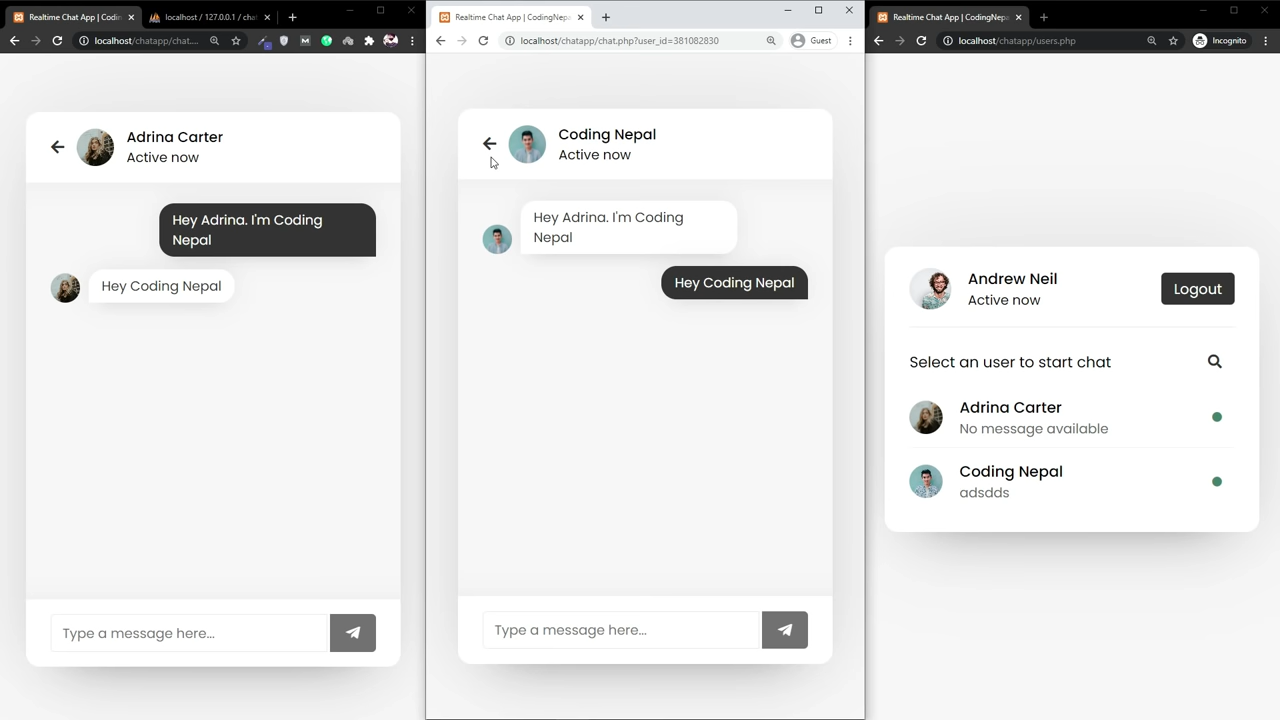 Realtime Chat App | Codin
localhost / 127.0.0.1 / chat
localhost/chatapp/chat....
Adrina Carter
Active now
Hey Adrina. I'm Coding
Nepal
Hey Coding Nepal
Type a message here...
Realtime Chat App | CodingNepa
localhost/chatapp/chat.php?user_id=381082830
Guest
Coding Nepal
Active now
Hey Adrina. I'm Coding
Nepal
Hey Coding Nepal
Type a message here...
Realtime Chat App | CodingNepa
localhost/chatapp/users.php
Incognito
Andrew Neil
Active now
Logout
Select an user to start chat
Adrina Carter
No message available
Coding Nepal
adsdds